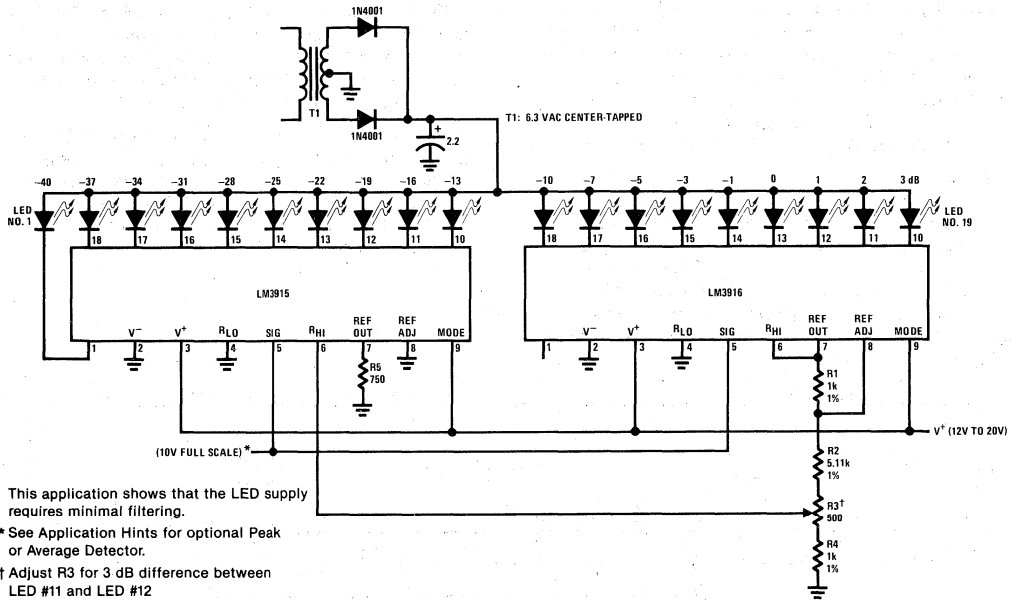 1N4001
T1
1N4001
T1: 6.3 VAC CENTER-TAPPED
+
2.2
−40 −37 −34 −31 −28 −25 −22 −19 −16 −13 −10 −7 −5 −3 −1 0 1 2 3 dB
LED
NO. 1
LED
NO. 19
18 17 16 15 14 13 12 11 10 18 17 16 15 14 13 12 11 10
LM3915
LM3916
V− V+ RLO SIG RHI REF OUT REF ADJ MODE
1 2 3 4 5 6 7 8 9
V− V+ RLO SIG RHI REF OUT REF ADJ MODE
1 2 3 4 5 6 7 8 9
R5
750
R1
1k
1%
V+ (12V TO 20V)
(10V FULL SCALE)*
R2
5.11k
1%
R3†
500
R4
1k
1%
This application shows that the LED supply
requires minimal filtering.
* See Application Hints for optional Peak
or Average Detector.
† Adjust R3 for 3 dB difference between
LED #11 and LED #12